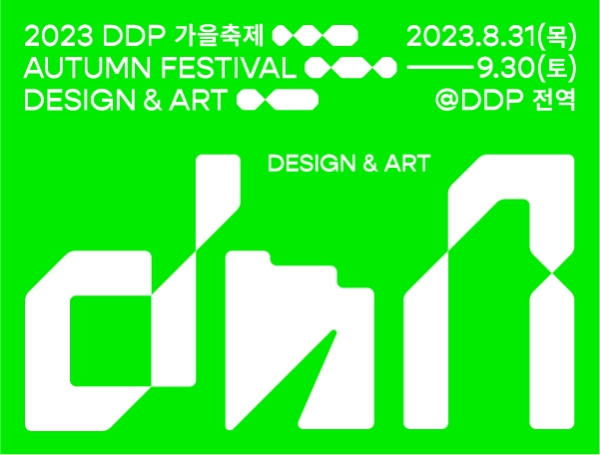 2023 DDP 가을축제
AUTUMN FESTIVAL
DESIGN & ART
2023.8.31(목)
9.30(토)
@DDP 전역
DESIGN & ART